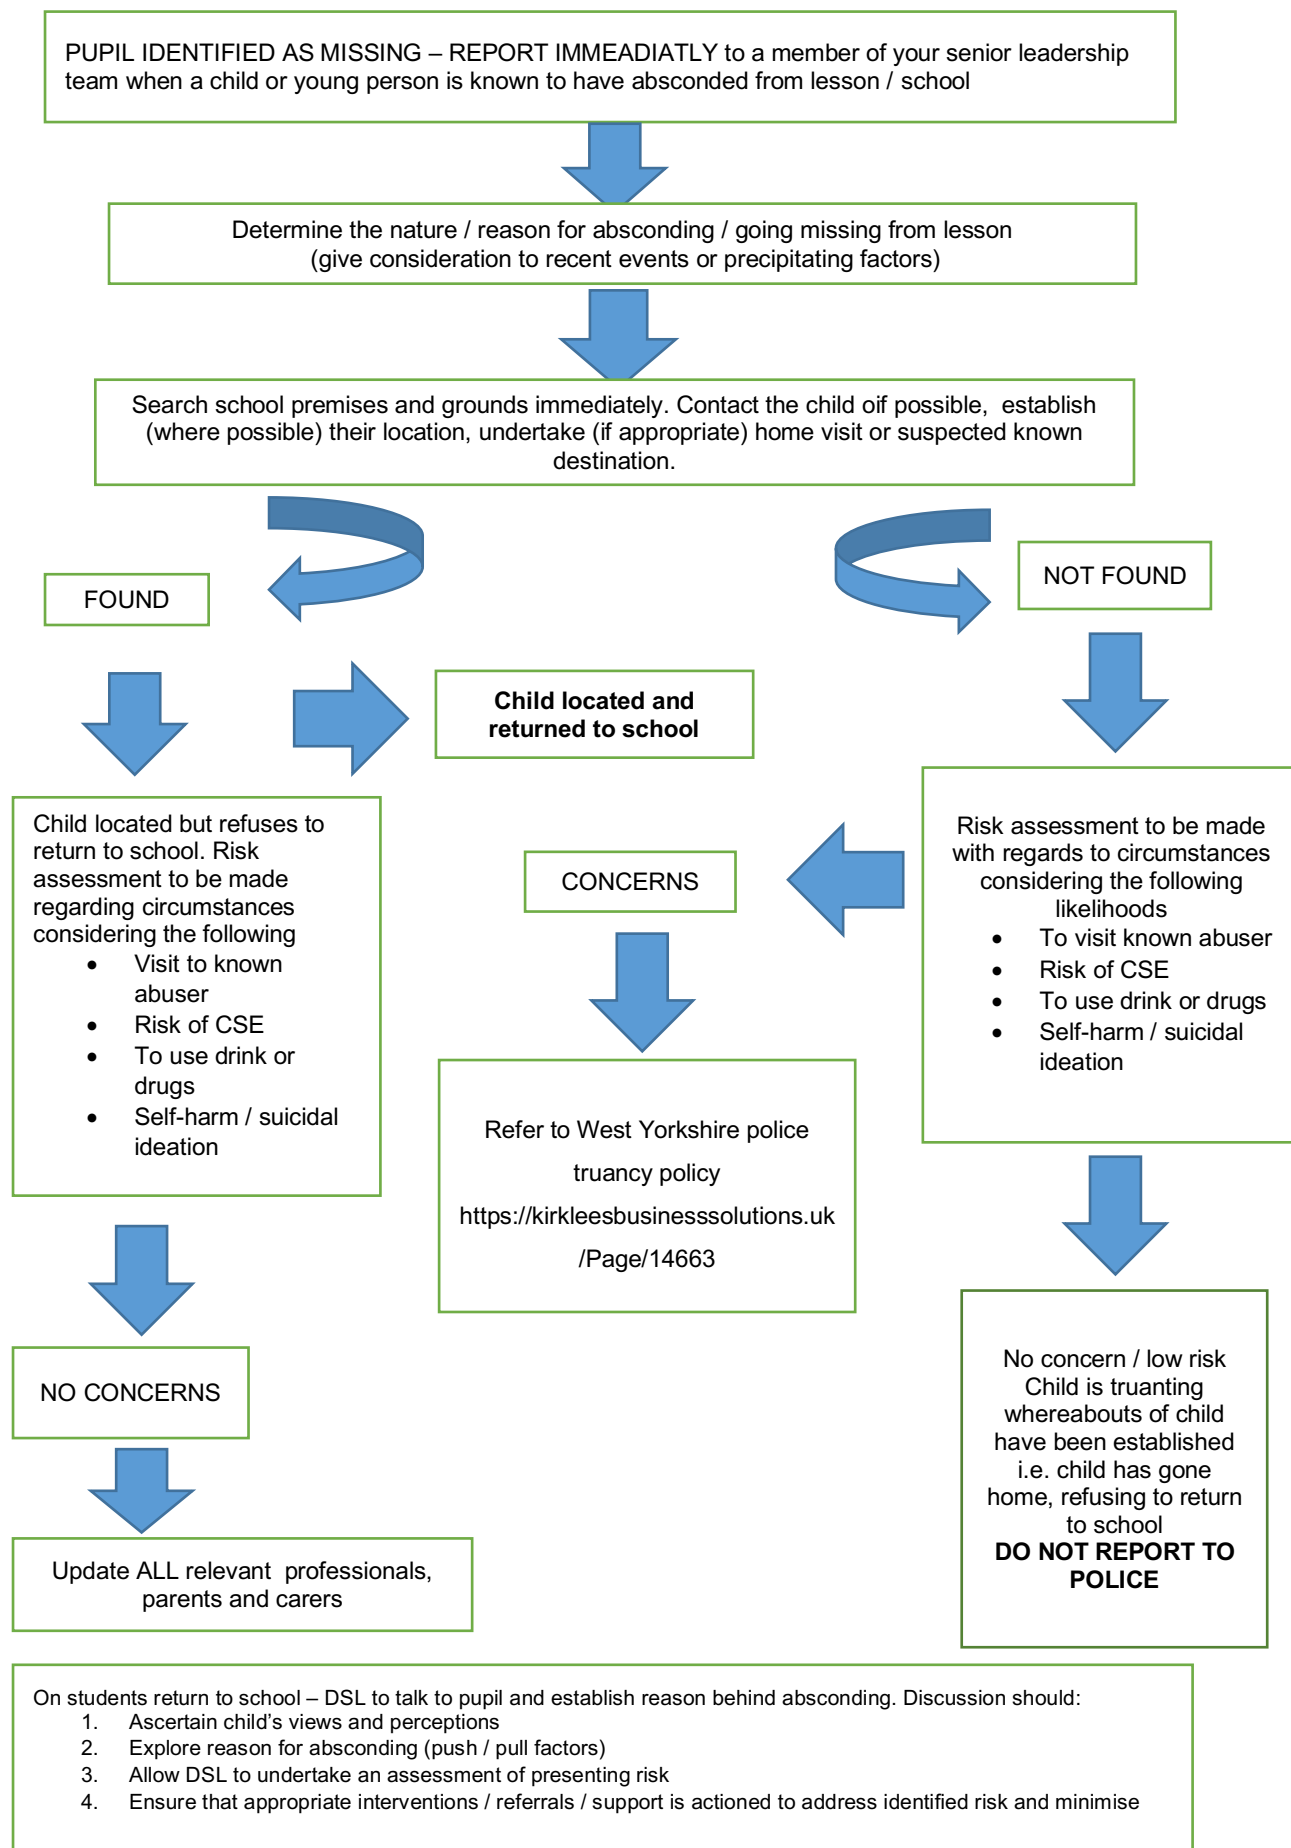 PUPIL IDENTIFIED AS MISSING – REPORT IMMEADIATLY to a member of your senior leadership
team when a child or young person is known to have absconded from lesson / school
Determine the nature / reason for absconding / going missing from lesson
(give consideration to recent events or precipitating factors)
Search school premises and grounds immediately. Contact the child oif possible, establish
(where possible) their location, undertake (if appropriate) home visit or suspected known
destination.
FOUND
NOT FOUND
Child located and
returned to school
Child located but refuses to
return to school. Risk
assessment to be made
regarding circumstances
considering the following
• Visit to known
abuser
• Risk of CSE
• To use drink or
drugs
• Self-harm / suicidal
ideation
CONCERNS
Risk assessment to be made
with regards to circumstances
considering the following
likelihoods
• To visit known abuser
• Risk of CSE
• To use drink or drugs
• Self-harm / suicidal
ideation
Refer to West Yorkshire police
truancy policy
https://kirkleesbusinesssolutions.uk
/Page/14663
NO CONCERNS
No concern / low risk
Child is truanting
whereabouts of child
have been established
i.e. child has gone
home, refusing to return
to school
DO NOT REPORT TO
POLICE
Update ALL relevant professionals,
parents and carers
On students return to school – DSL to talk to pupil and establish reason behind absconding. Discussion should:
1. Ascertain child’s views and perceptions
2. Explore reason for absconding (push / pull factors)
3. Allow DSL to undertake an assessment of presenting risk
4. Ensure that appropriate interventions / referrals / support is actioned to address identified risk and minimise